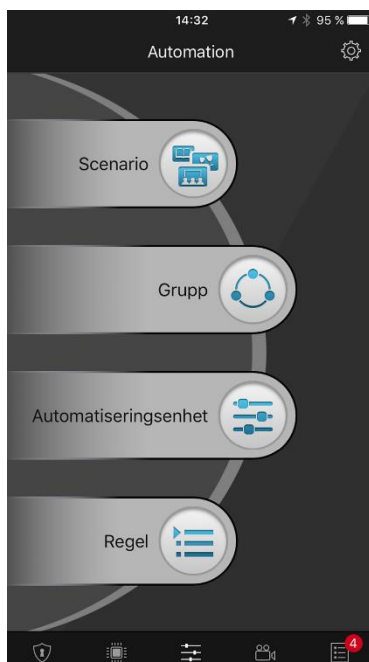 14:32
95 %
Automation
Scenario
Grupp
Automatiseringsenhet
Regel
4